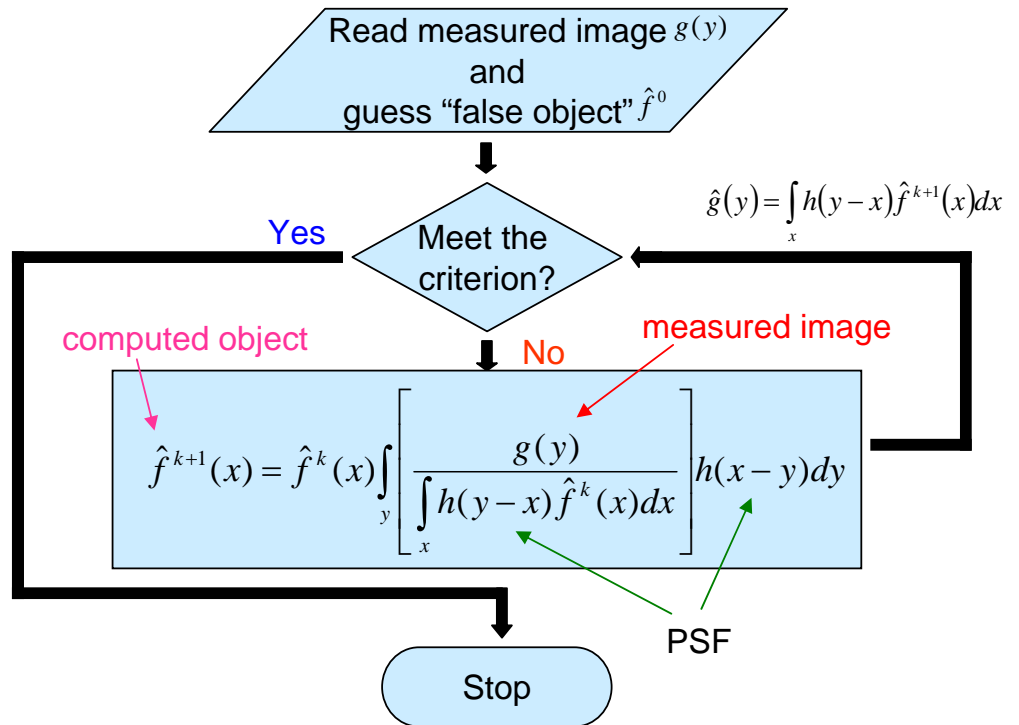 Read measured image g(y)
and
guess “false object” f̂⁰
ĝ(y) = ∫ₓ h(y − x) f̂ᵏ⁺¹(x)dx
Yes
Meet the
criterion?
computed object
No
measured image
f̂ᵏ⁺¹(x) = f̂ᵏ(x) ∫_y [ g(y) / ∫ₓ h(y − x) f̂ᵏ(x)dx ] h(x − y)dy
PSF
Stop